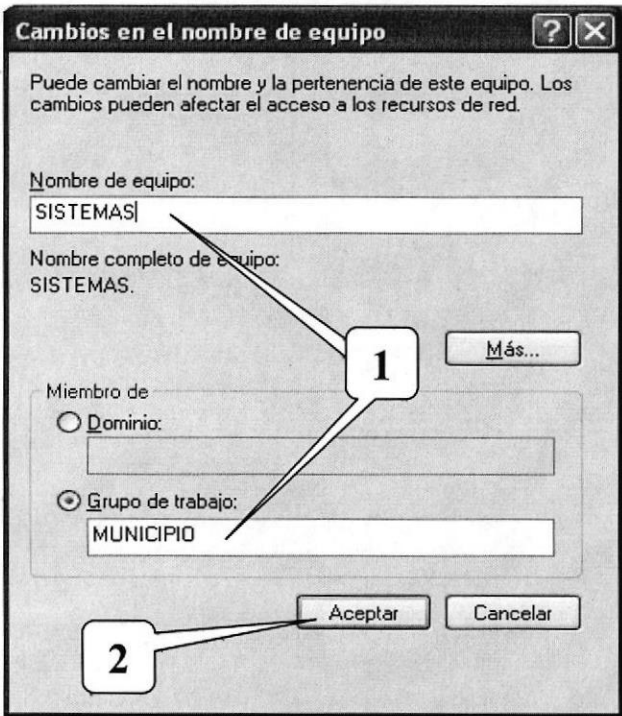 Cambios en el nombre de equipo
Puede cambiar el nombre y la pertenencia de este equipo. Los
cambios pueden afectar el acceso a los recursos de red.
Nombre de equipo:
SISTEMAS
Nombre completo de equipo:
SISTEMAS.
1
Más...
Miembro de
Dominio:
Grupo de trabajo:
MUNICIPIO
Aceptar
Cancelar
2